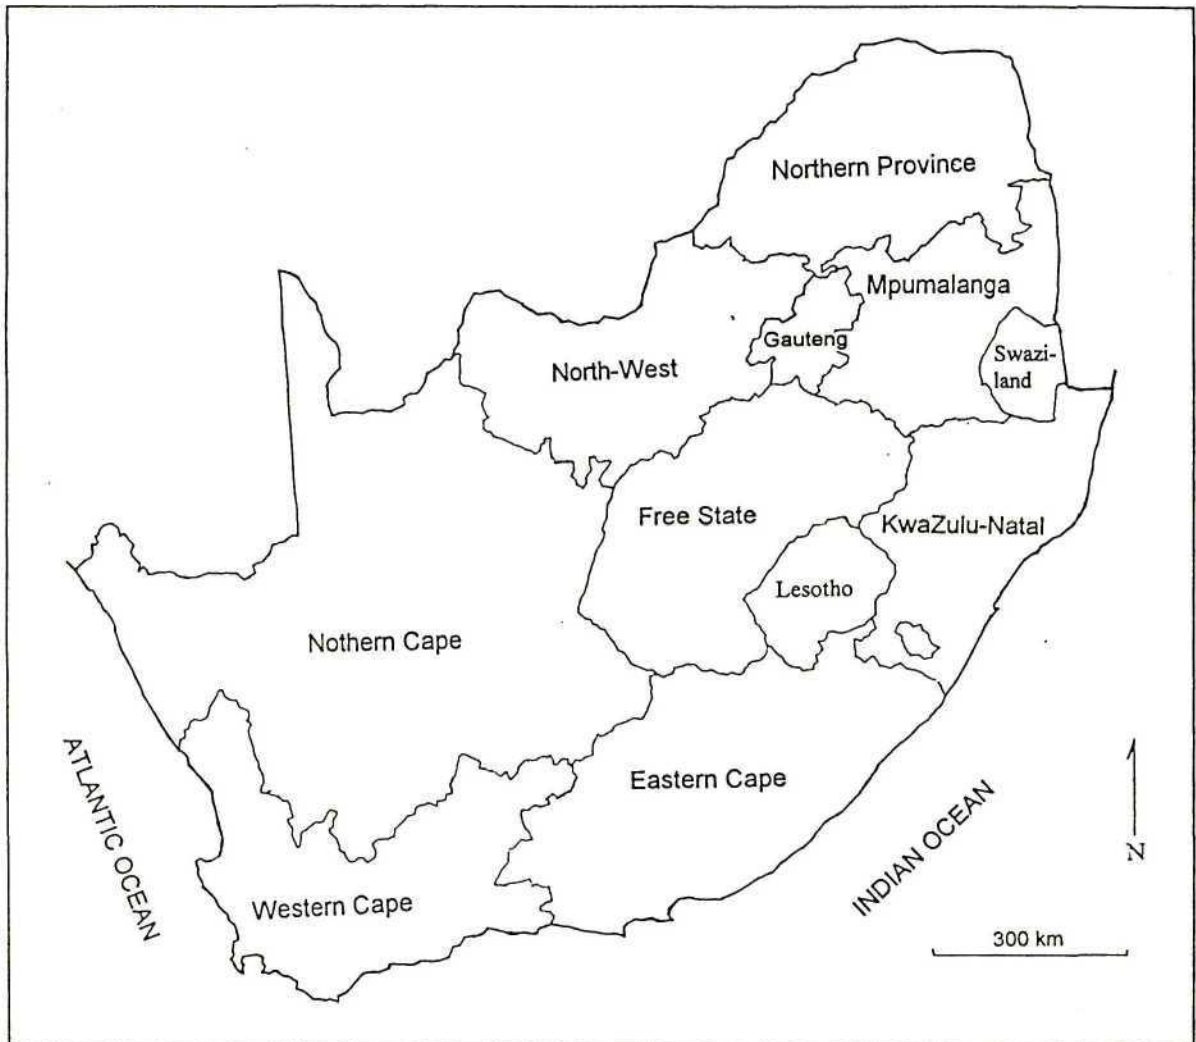 Northern Province
Mpumalanga
Gauteng
Swazi-
land
North-West
Free State
KwaZulu-Natal
Lesotho
Nothern Cape
Eastern Cape
ATLANTIC OCEAN
INDIAN OCEAN
N
Western Cape
300 km